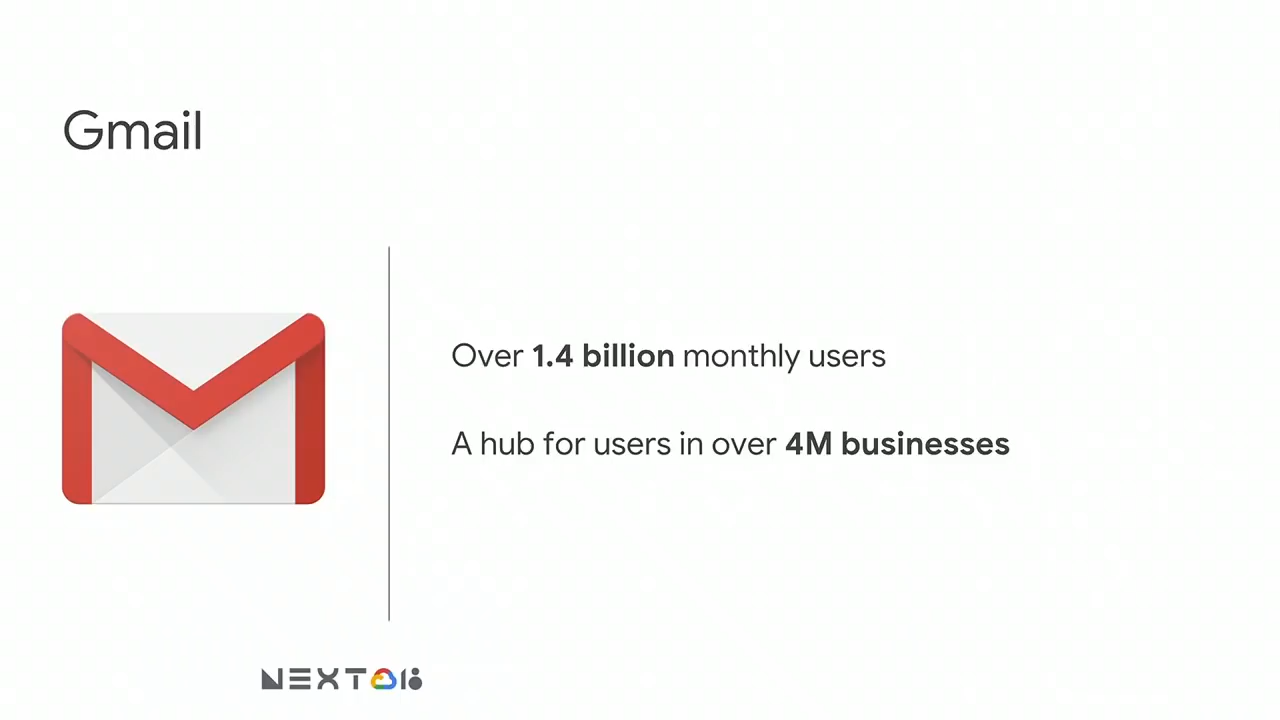 Gmail
Over 1.4 billion monthly users
A hub for users in over 4M businesses
NEXT 18